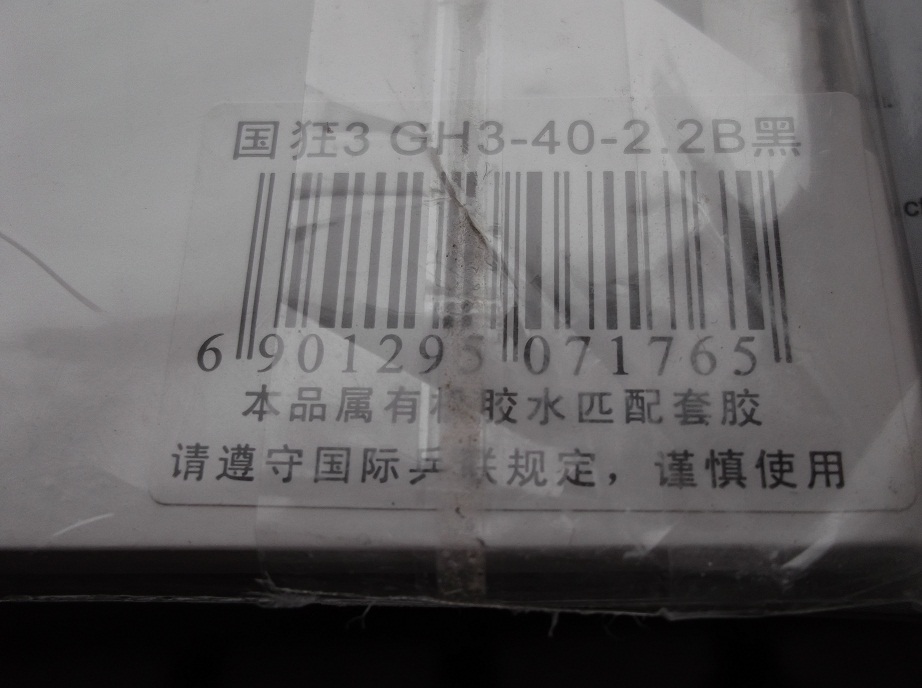 国狂3 GH3-40-2.2B黑
6 901295 071765
本品属有机胶水匹配套胶
请遵守国际乒联规定，谨慎使用